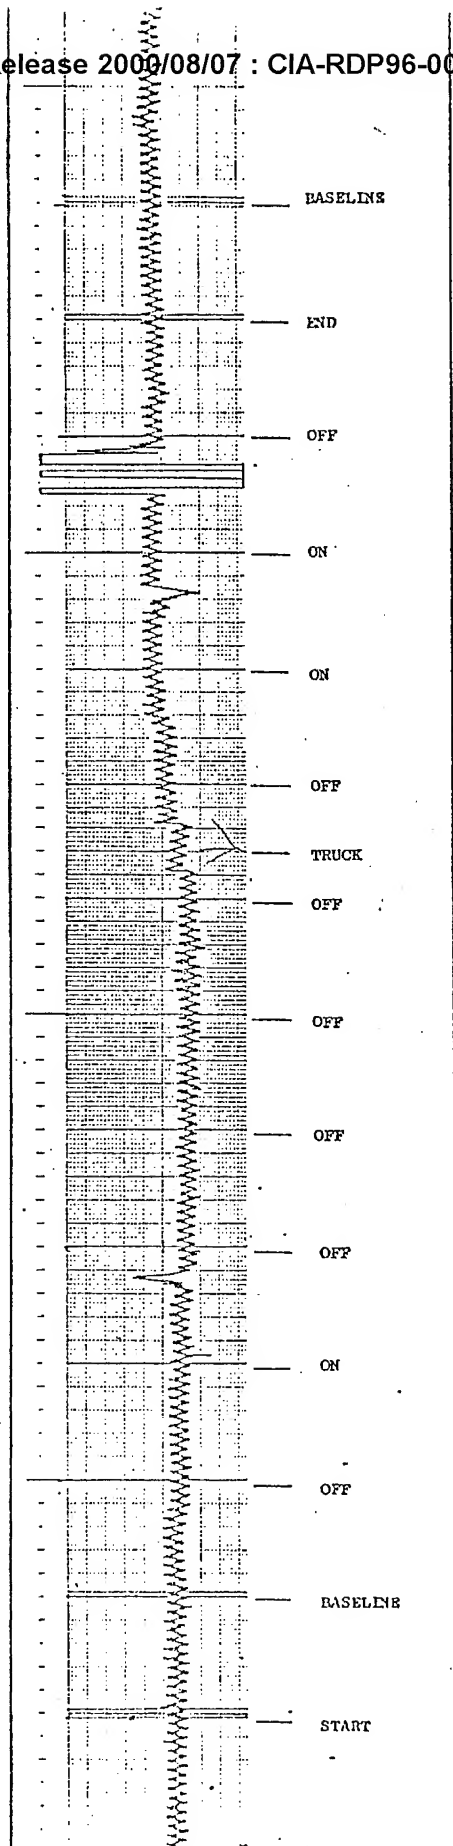 elease 2000/08/07 : CIA-RDP96-00
BASELINE
END
OFF
ON
ON
OFF
TRUCK
OFF
OFF
OFF
OFF
ON
OFF
BASELINE
START